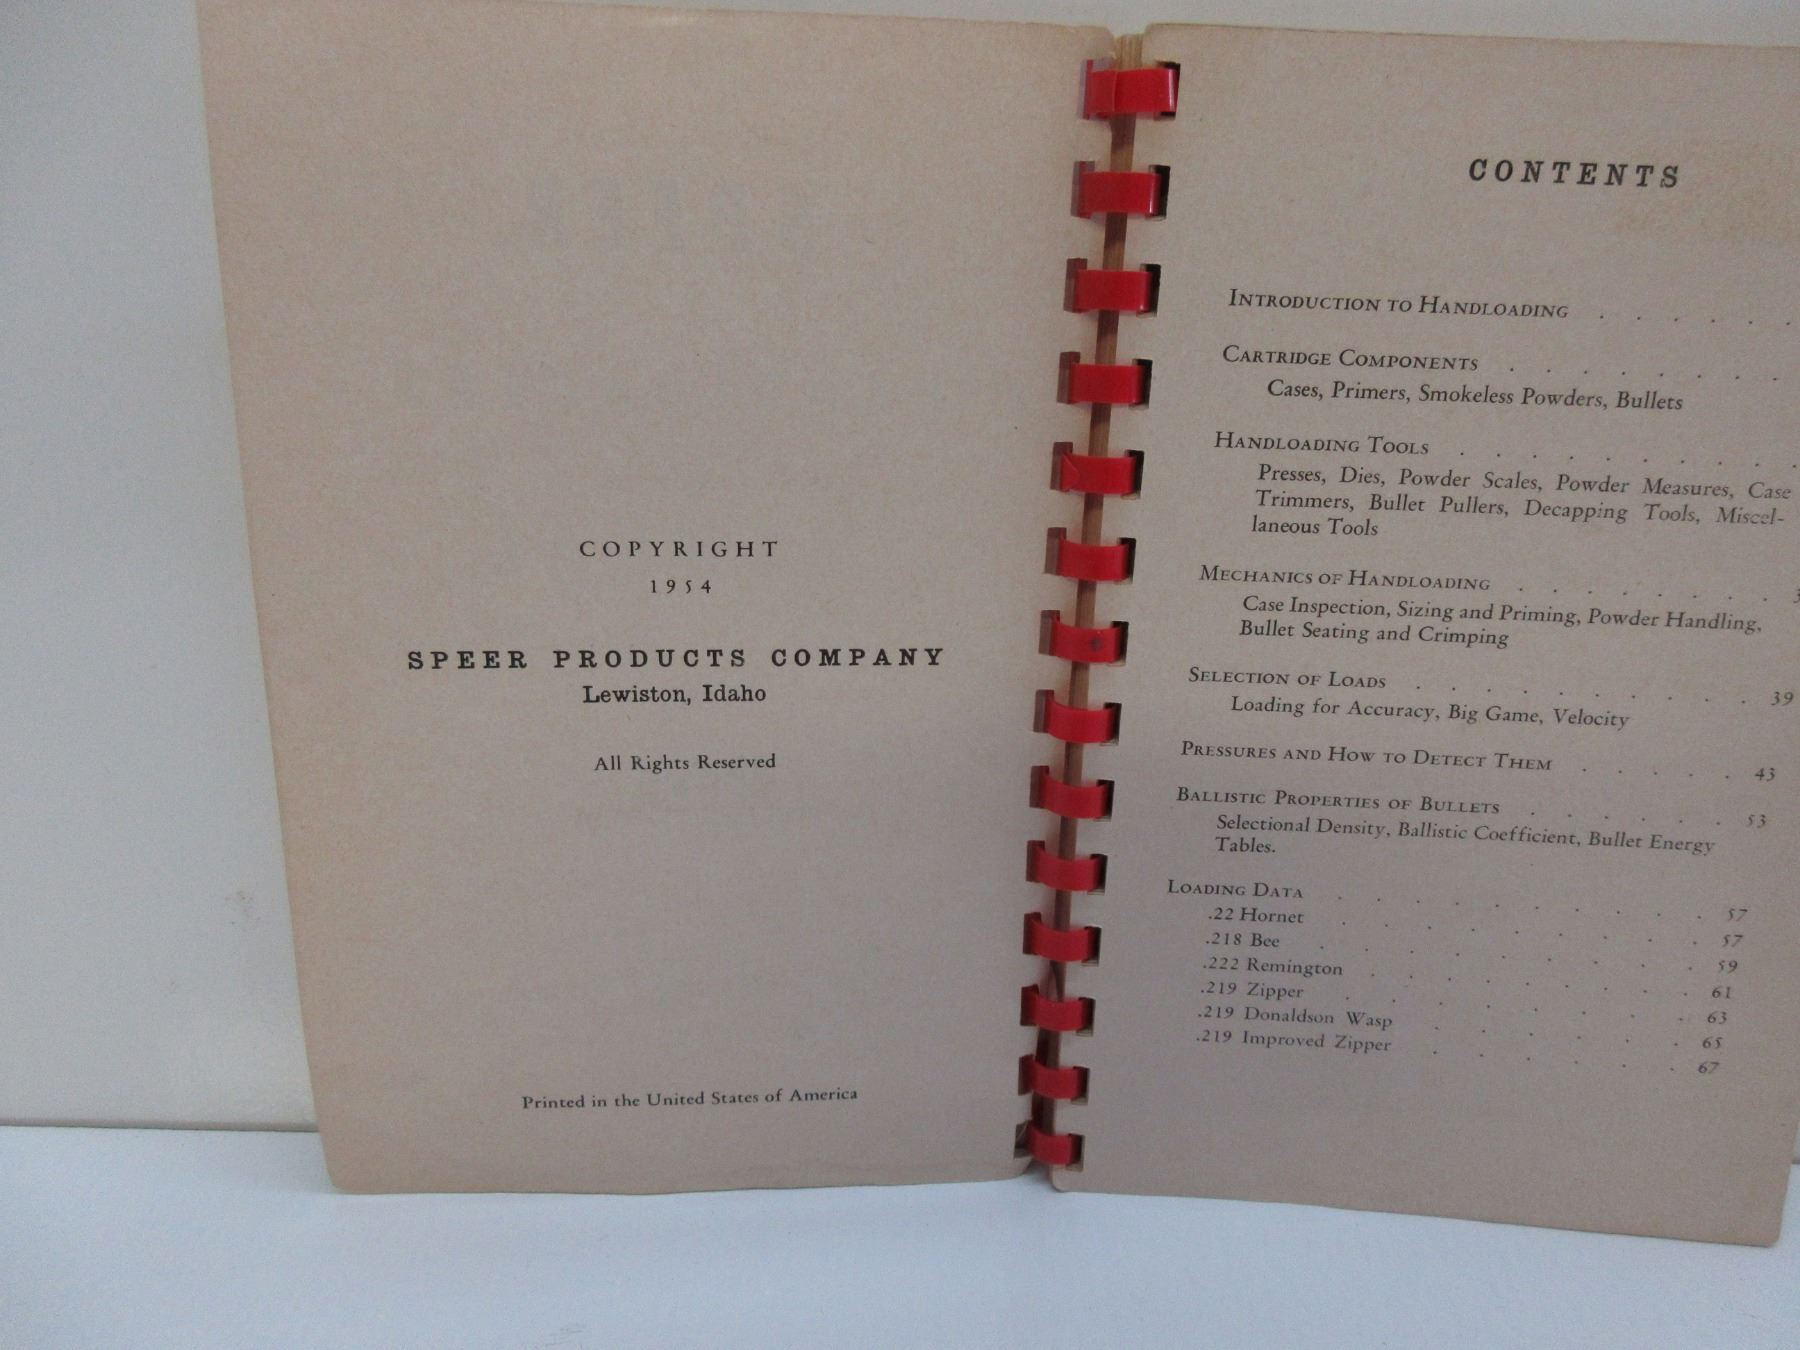 COPYRIGHT
1954
SPEER PRODUCTS COMPANY
Lewiston, Idaho
All Rights Reserved
Printed in the United States of America
CONTENTS
INTRODUCTION TO HANDLOADING . . . . . .
CARTRIDGE COMPONENTS . . . . . . . .
Cases, Primers, Smokeless Powders, Bullets
HANDLOADING TOOLS . . . . . . . . . .
Presses, Dies, Powder Scales, Powder Measures, Case
Trimmers, Bullet Pullers, Decapping Tools, Miscel-
laneous Tools
MECHANICS OF HANDLOADING . . . . . . . .
Case Inspection, Sizing and Priming, Powder Handling,
Bullet Seating and Crimping
SELECTION OF LOADS . . . . . . . . . . 39
Loading for Accuracy, Big Game, Velocity
PRESSURES AND HOW TO DETECT THEM . . . . . 43
BALLISTIC PROPERTIES OF BULLETS . . . . . . . 53
Selectional Density, Ballistic Coefficient, Bullet Energy
Tables.
LOADING DATA . . . . . . . . . . 57
.22 Hornet . . . . . . . . . . 57
.218 Bee . . . . . . . . . . 59
.222 Remington . . . . . . . . . 61
.219 Zipper . . . . . . . . . 63
.219 Donaldson Wasp . . . . . . . 65
.219 Improved Zipper . . . . . . 67